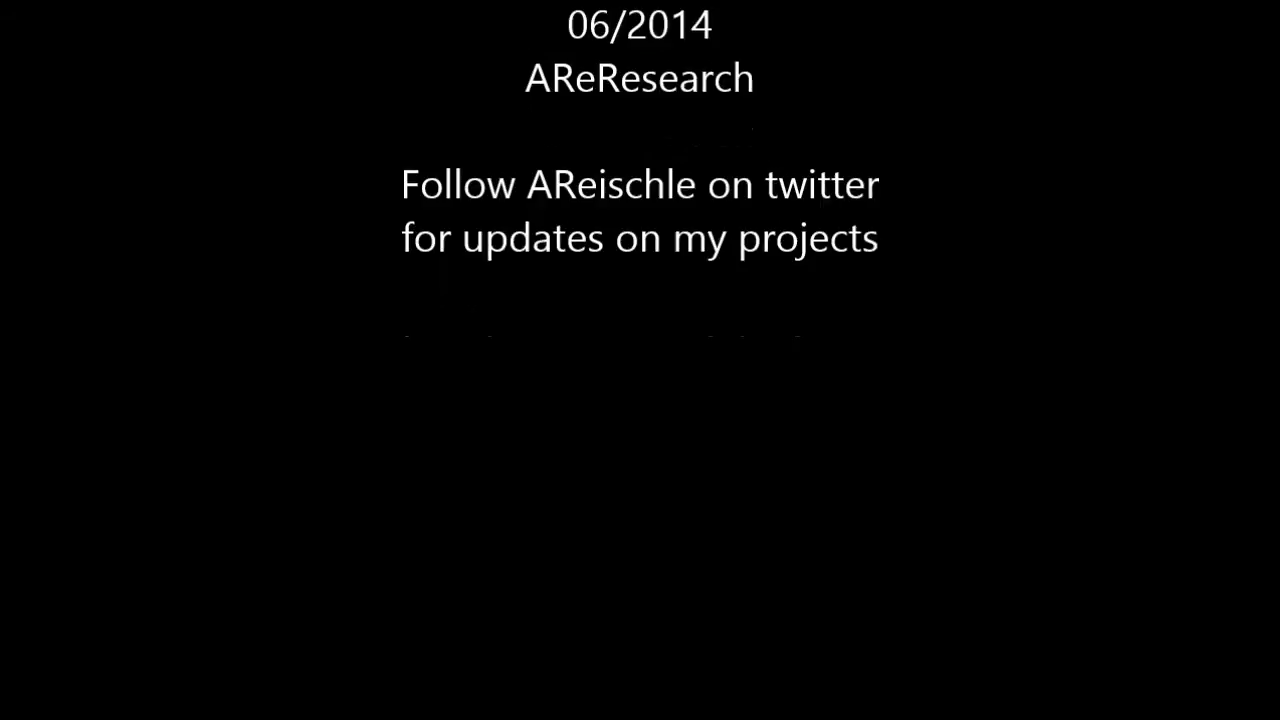 06/2014
AReResearch
Follow AReischle on twitter
for updates on my projects